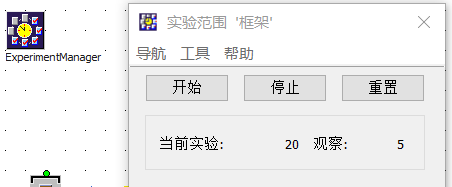 ExperimentManager
实验范围 '框架'
导航 工具 帮助
开始 停止 重置
当前实验: 20 观察: 5